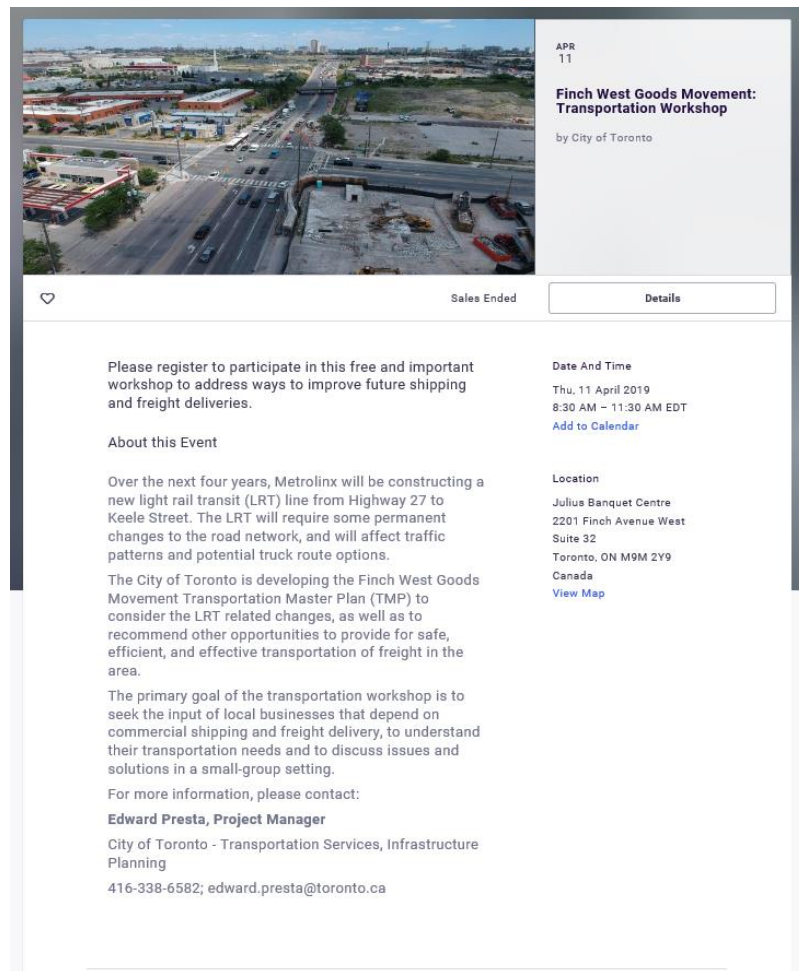 APR
11
Finch West Goods Movement:
Transportation Workshop
by City of Toronto
Sales Ended
Details
Please register to participate in this free and important
workshop to address ways to improve future shipping
and freight deliveries.
About this Event
Over the next four years, Metrolinx will be constructing a
new light rail transit (LRT) line from Highway 27 to
Keele Street. The LRT will require some permanent
changes to the road network, and will affect traffic
patterns and potential truck route options.
The City of Toronto is developing the Finch West Goods
Movement Transportation Master Plan (TMP) to
consider the LRT related changes, as well as to
recommend other opportunities to provide for safe,
efficient, and effective transportation of freight in the
area.
The primary goal of the transportation workshop is to
seek the input of local businesses that depend on
commercial shipping and freight delivery, to understand
their transportation needs and to discuss issues and
solutions in a small-group setting.
For more information, please contact:
Edward Presta, Project Manager
City of Toronto - Transportation Services, Infrastructure
Planning
416-338-6582; edward.presta@toronto.ca
Date And Time
Thu, 11 April 2019
8:30 AM – 11:30 AM EDT
Add to Calendar
Location
Julius Banquet Centre
2201 Finch Avenue West
Suite 32
Toronto, ON M9M 2Y9
Canada
View Map